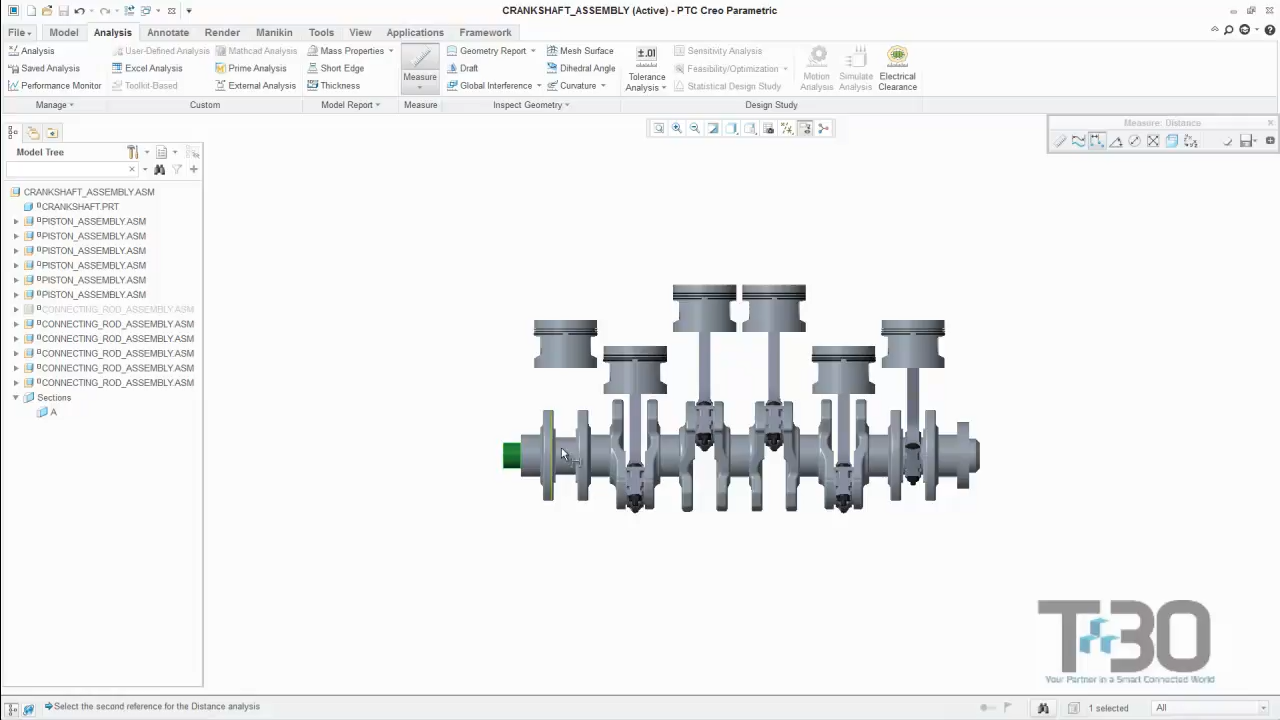 CRANKSHAFT_ASSEMBLY (Active) - PTC Creo Parametric
File Model Analysis Annotate Render Manikin Tools View Applications Framework
Analysis
Saved Analysis
Performance Monitor
Manage
User-Defined Analysis
Excel Analysis
Toolkit-Based
Mathcad Analysis
Prime Analysis
External Analysis
Custom
Mass Properties
Short Edge
Thickness
Model Report
Measure
Measure
Geometry Report
Draft
Global Interference
Mesh Surface
Dihedral Angle
Curvature
Inspect Geometry
±.01
Tolerance
Analysis
Sensitivity Analysis
Feasibility/Optimization
Statistical Design Study
Motion
Analysis
Simulate
Analysis
Electrical
Clearance
Design Study
Measure: Distance
Model Tree
CRANKSHAFT_ASSEMBLY.ASM
CRANKSHAFT.PRT
PISTON_ASSEMBLY.ASM
PISTON_ASSEMBLY.ASM
PISTON_ASSEMBLY.ASM
PISTON_ASSEMBLY.ASM
PISTON_ASSEMBLY.ASM
PISTON_ASSEMBLY.ASM
CONNECTING_ROD_ASSEMBLY.ASM
CONNECTING_ROD_ASSEMBLY.ASM
CONNECTING_ROD_ASSEMBLY.ASM
CONNECTING_ROD_ASSEMBLY.ASM
CONNECTING_ROD_ASSEMBLY.ASM
CONNECTING_ROD_ASSEMBLY.ASM
Sections
A
T30
Your Partner in a Smart Connected World
Select the second reference for the Distance analysis
1 selected
All